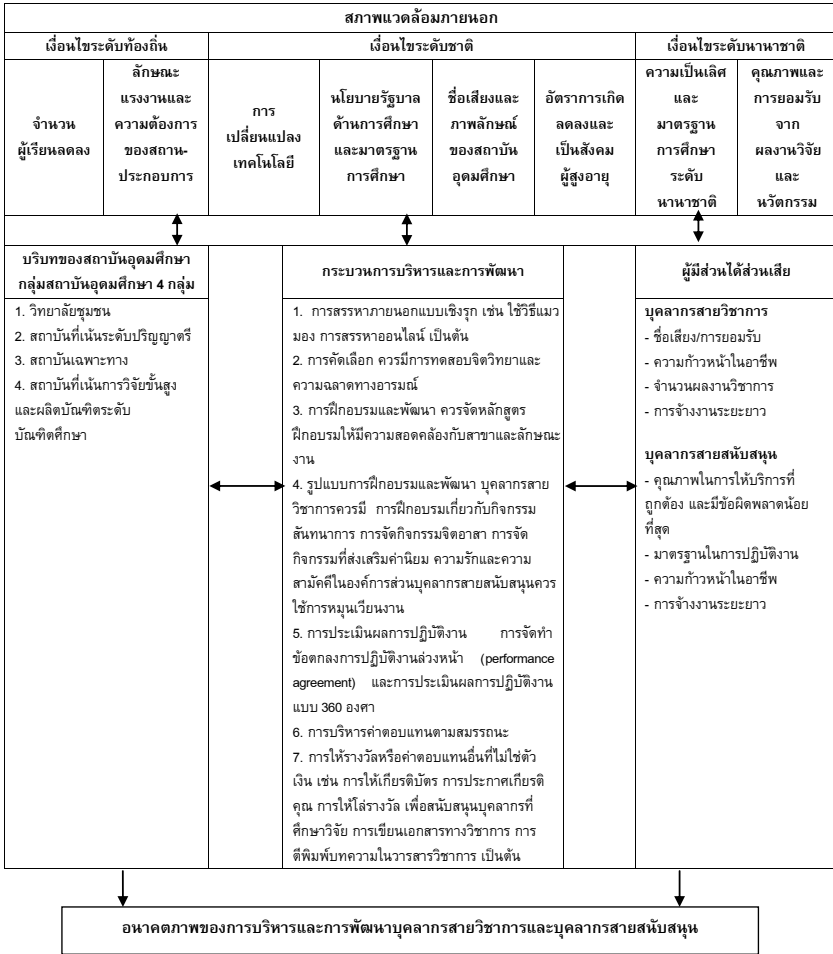 สภาพแวดล้อมภายนอก
เงื่อนไขระดับท้องถิ่น
เงื่อนไขระดับชาติ
เงื่อนไขระดับนานาชาติ
จำนวน
ผู้เรียนลดลง
ลักษณะ
แรงงานและ
ความต้องการ
ของสถาน-
ประกอบการ
การ
เปลี่ยนแปลง
เทคโนโลยี
นโยบายรัฐบาล
ด้านการศึกษา
และมาตรฐาน
การศึกษา
ชื่อเสียงและ
ภาพลักษณ์
ของสถาบัน
อุดมศึกษา
อัตราการเกิด
ลดลงและ
เป็นสังคม
ผู้สูงอายุ
ความเป็นเลิศ
และ
มาตรฐาน
การศึกษา
ระดับ
นานาชาติ
คุณภาพและ
การยอมรับ
จาก
ผลงานวิจัย
และ
นวัตกรรม
บริบทของสถาบันอุดมศึกษา
กลุ่มสถาบันอุดมศึกษา 4 กลุ่ม
1. วิทยาลัยชุมชน
2. สถาบันที่เน้นระดับปริญญาตรี
3. สถาบันเฉพาะทาง
4. สถาบันที่เน้นการวิจัยขั้นสูง
และผลิตบัณฑิตระดับ
บัณฑิตศึกษา
กระบวนการบริหารและการพัฒนา
1. การสรรหาภายนอกแบบเชิงรุก เช่น ใช้วิธีแมว
มอง การสรรหาออนไลน์ เป็นต้น
2. การคัดเลือก ควรมีการทดสอบจิตวิทยาและ
ความฉลาดทางอารมณ์
3. การฝึกอบรมและพัฒนา ควรจัดหลักสูตร
ฝึกอบรมให้มีความสอดคล้องกับสาขาและลักษณะ
งาน
4. รูปแบบการฝึกอบรมและพัฒนา บุคลากรสาย
วิชาการควรมี การฝึกอบรมเกี่ยวกับกิจกรรม
สันทนาการ การจัดกิจกรรมจิตอาสา การจัด
กิจกรรมที่ส่งเสริมค่านิยม ความรักและความ
สามัคคีในองค์การส่วนบุคลากรสายสนับสนุนควร
ใช้การหมุนเวียนงาน
5. การประเมินผลการปฏิบัติงาน การจัดทำ
ข้อตกลงการปฏิบัติงานล่วงหน้า (performance
agreement) และการประเมินผลการปฏิบัติงาน
แบบ 360 องศา
6. การบริหารค่าตอบแทนตามสมรรถนะ
7. การให้รางวัลหรือค่าตอบแทนอื่นที่ไม่ใช่ตัว
เงิน เช่น การให้เกียรติบัตร การประกาศเกียรติ
คุณ การให้โล่รางวัล เพื่อสนับสนุนบุคลากรที่
ศึกษาวิจัย การเขียนเอกสารทางวิชาการ การ
ตีพิมพ์บทความในวารสารวิชาการ เป็นต้น
ผู้มีส่วนได้ส่วนเสีย
บุคลากรสายวิชาการ
- ชื่อเสียง/การยอมรับ
- ความก้าวหน้าในอาชีพ
- จำนวนผลงานวิชาการ
- การจ้างงานระยะยาว
บุคลากรสายสนับสนุน
- คุณภาพในการให้บริการที่
ถูกต้อง และมีข้อผิดพลาดน้อย
ที่สุด
- มาตรฐานในการปฏิบัติงาน
- ความก้าวหน้าในอาชีพ
- การจ้างงานระยะยาว
อนาคตภาพของการบริหารและการพัฒนาบุคลากรสายวิชาการและบุคลากรสายสนับสนุน